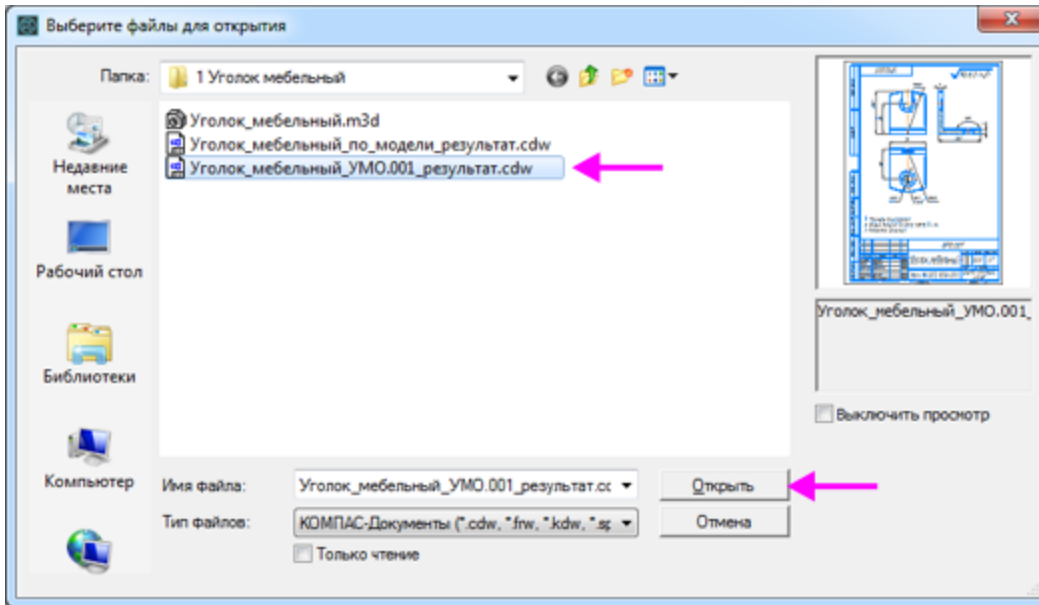 Выберите файлы для открытия
Папка:
1 Уголок мебельный
Уголок_мебельный.m3d
Уголок_мебельный_по_модели_результат.cdw
Уголок_мебельный_УМО.001_результат.cdw
Недавние
места
Рабочий стол
Библиотеки
Компьютер
Уголок_мебельный_УМО.001_
Выключить просмотр
Имя файла:
Уголок_мебельный_УМО.001_результат.cc
Открыть
Тип файлов:
КОМПАС-Документы (*.cdw, *.frw, *.kdw, *.sp
Отмена
Только чтение